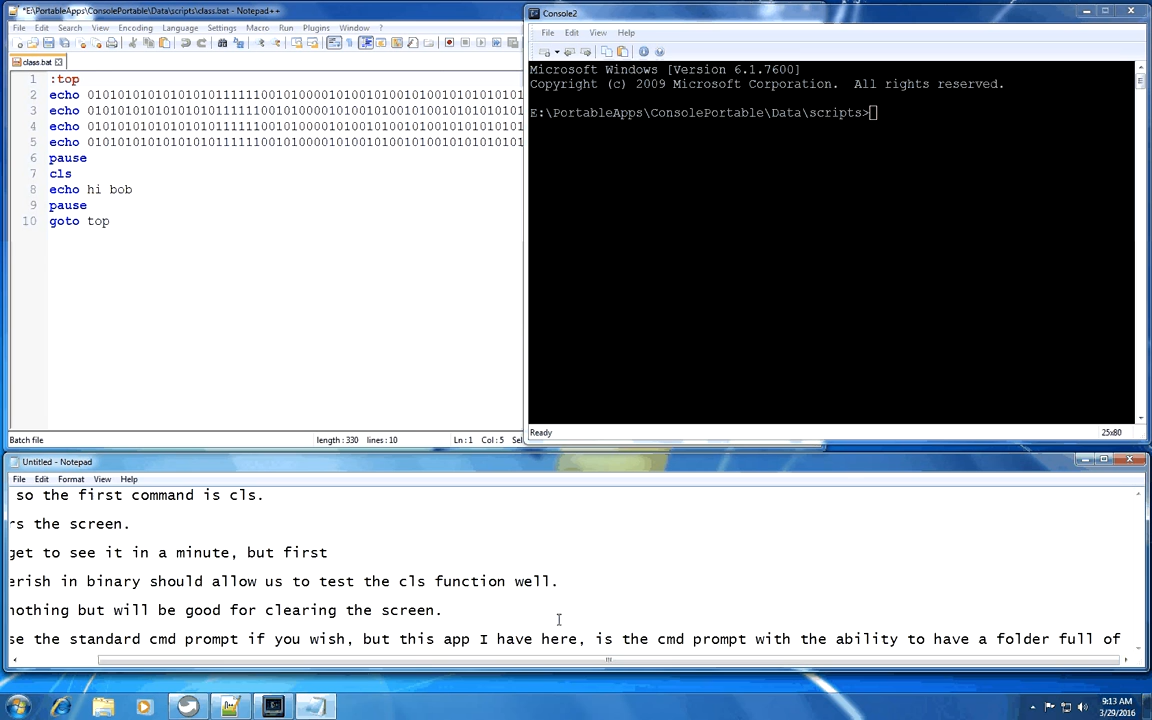 *E:\PortableApps\ConsolePortable\Data\scripts\class.bat - Notepad++
File Edit Search View Encoding Language Settings Macro Run Plugins Window ?
class.bat
1 :top
2 echo 
3 echo 
4 echo 
5 echo 
6 pause
7 cls
8 echo hi bob
9 pause
10 goto top
Batch file length : 330 lines : 10 Ln : 1 Col : 5 Sel
Console2
File Edit View Help
Microsoft Windows [Version 6.1.7600]
Copyright (c) 2009 Microsoft Corporation. All rights reserved.
E:\PortableApps\ConsolePortable\Data\scripts>
Ready 25x80
Untitled - Notepad
File Edit Format View Help
so the first command is cls.
rs the screen.
get to see it in a minute, but first
erish in binary should allow us to test the cls function well.
nothing but will be good for clearing the screen.
se the standard cmd prompt if you wish, but this app I have here, is the cmd prompt with the ability to have a folder full of
9:13 AM
3/29/2016